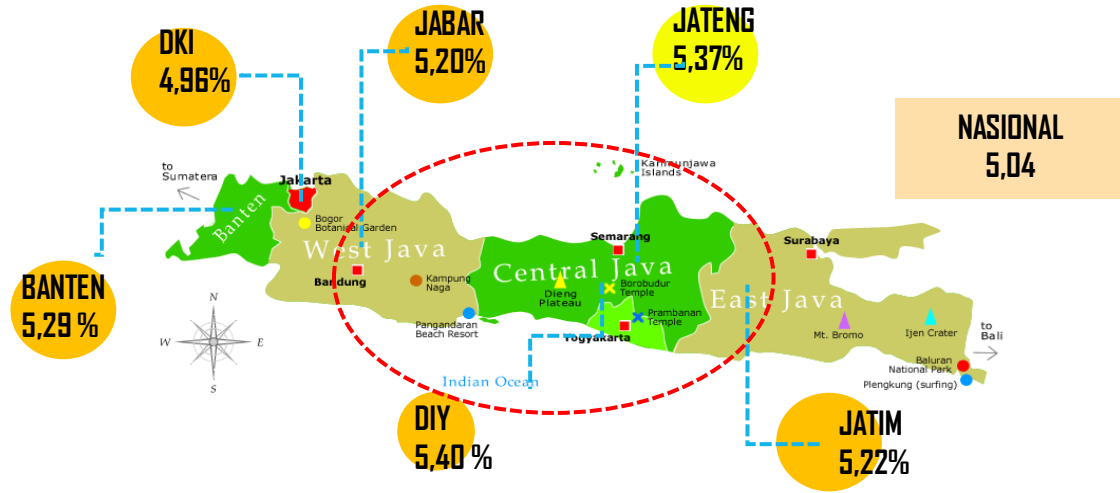 DKI
4,96%
JABAR
5,20%
JATENG
5,37%
NASIONAL
5,04
to
Sumatera
Karimunjawa
Islands
Jakarta
Banten
Bogor
Botanical Garden
West Java
Semarang
Surabaya
Central Java
Bandung
Kampung
Naga
Dieng
Plateau
Borobudur
Temple
East Java
BANTEN
5,29 %
N
W
E
S
Pangandaran
Beach Resort
Prambanan
Temple
Yogyakarta
Mt. Bromo
Ijen Crater
to
Bali
Baluran
National Park
Plengkung (surfing)
Indian Ocean
DIY
5,40 %
JATIM
5,22%